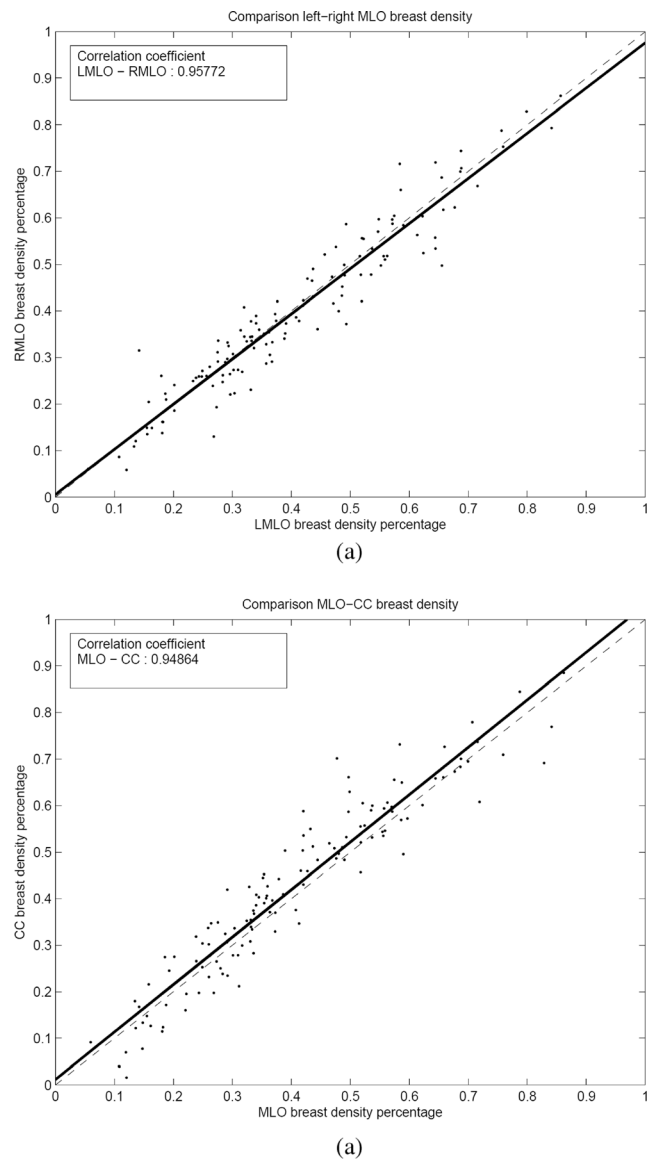 Comparison left−right MLO breast density
Correlation coefficient
LMLO − RMLO : 0.95772
RMLO breast density percentage
1
0.9
0.8
0.7
0.6
0.5
0.4
0.3
0.2
0.1
0
0 0.1 0.2 0.3 0.4 0.5 0.6 0.7 0.8 0.9 1
LMLO breast density percentage
(a)
Comparison MLO−CC breast density
Correlation coefficient
MLO − CC : 0.94864
CC breast density percentage
1
0.9
0.8
0.7
0.6
0.5
0.4
0.3
0.2
0.1
0
0 0.1 0.2 0.3 0.4 0.5 0.6 0.7 0.8 0.9 1
MLO breast density percentage
(a)